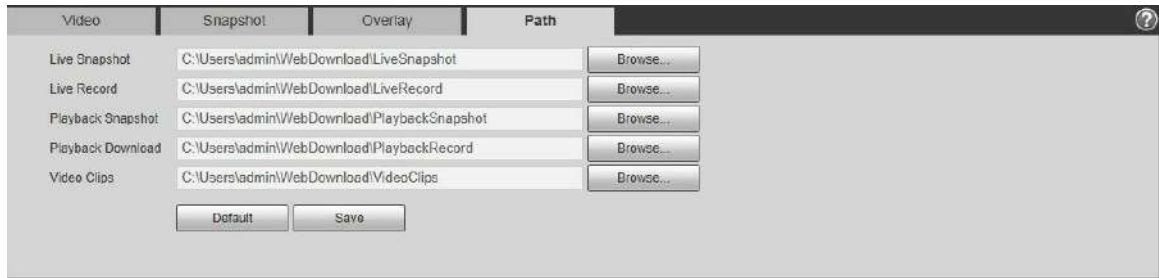 Video Snapshot Overlay Path ?
Live Snapshot C:\Users\admin\WebDownload\LiveSnapshot Browse...
Live Record C:\Users\admin\WebDownload\LiveRecord Browse...
Playback Snapshot C:\Users\admin\WebDownload\PlaybackSnapshot Browse...
Playback Download C:\Users\admin\WebDownload\PlaybackRecord Browse...
Video Clips C:\Users\admin\WebDownload\VideoClips Browse...
Default Save